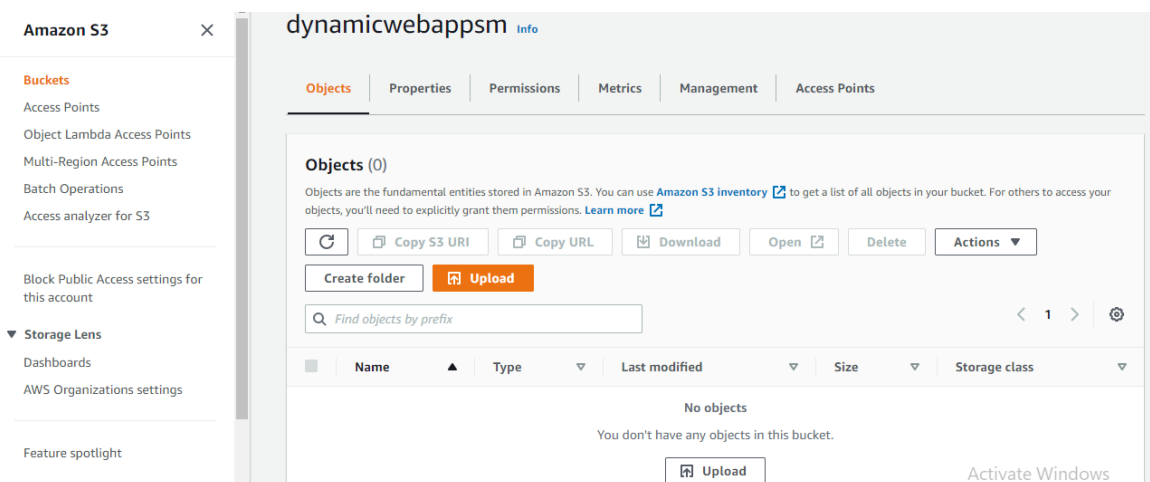 Amazon S3
Buckets
Access Points
Object Lambda Access Points
Multi-Region Access Points
Batch Operations
Access analyzer for S3
Block Public Access settings for
this account
Storage Lens
Dashboards
AWS Organizations settings
Feature spotlight
dynamicwebappsm Info
Objects Properties Permissions Metrics Management Access Points
Objects (0)
Objects are the fundamental entities stored in Amazon S3. You can use Amazon S3 inventory to get a list of all objects in your bucket. For others to access your
objects, you'll need to explicitly grant them permissions. Learn more
Copy S3 URI Copy URL Download Open Delete Actions
Create folder Upload
Find objects by prefix 1
Name Type Last modified Size Storage class
No objects
You don't have any objects in this bucket.
Upload
Activate Windows